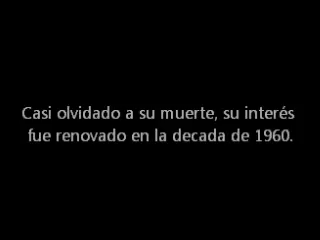 Casi olvidado a su muerte, su interés
fue renovado en la decada de 1960.